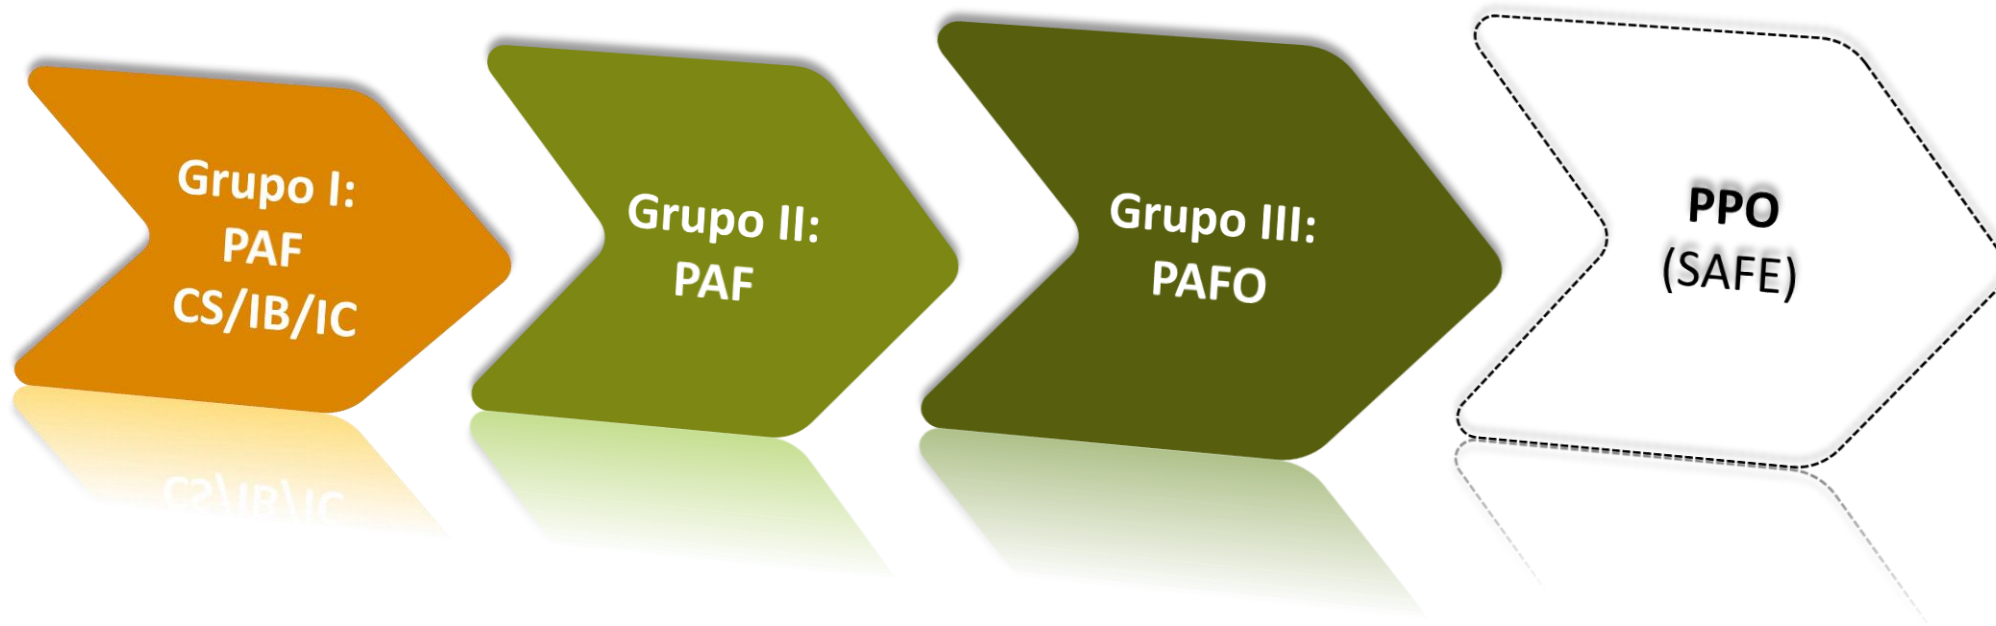 Grupo I:
PAF
CS/IB/IC
Grupo II:
PAF
Grupo III:
PAFO
PPO
(SAFE)